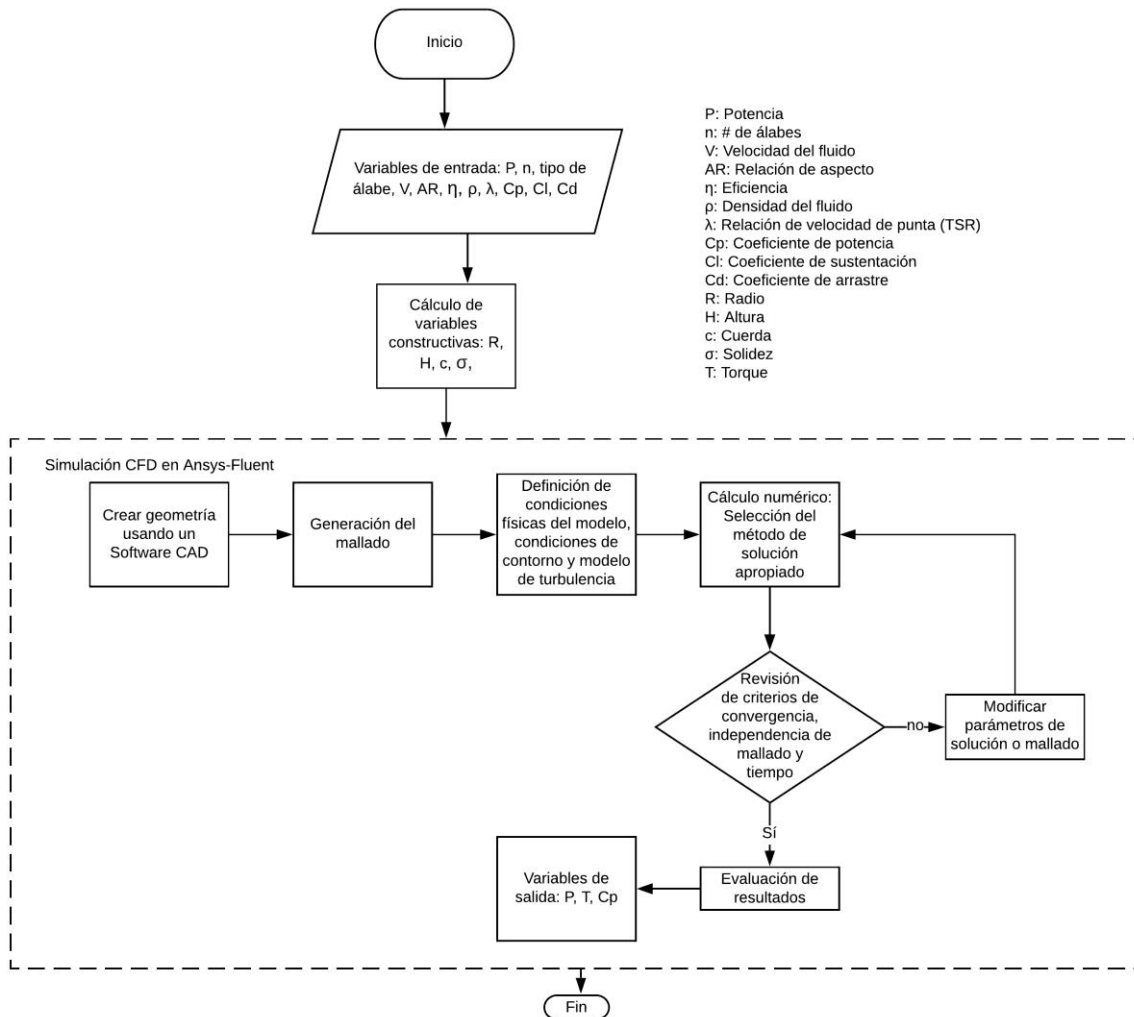 Inicio
Variables de entrada: P, n, tipo de
álabe, V, AR, η, ρ, λ, Cp, Cl, Cd
P: Potencia
n: # de álabes
V: Velocidad del fluido
AR: Relación de aspecto
η: Eficiencia
ρ: Densidad del fluido
λ: Relación de velocidad de punta (TSR)
Cp: Coeficiente de potencia
Cl: Coeficiente de sustentación
Cd: Coeficiente de arrastre
R: Radio
H: Altura
c: Cuerda
σ: Solidez
T: Torque
Cálculo de
variables
constructivas: R,
H, c, σ,
Simulación CFD en Ansys-Fluent
Crear geometría
usando un
Software CAD
Generación del
mallado
Definición de
condiciones
físicas del modelo,
condiciones de
contorno y modelo
de turbulencia
Cálculo numérico:
Selección del
método de
solución
apropiado
Revisión
de criterios de
convergencia,
independencia de
mallado y
tiempo
no
Modificar
parámetros de
solución o mallado
Sí
Evaluación de
resultados
Variables de
salida: P, T, Cp
Fin